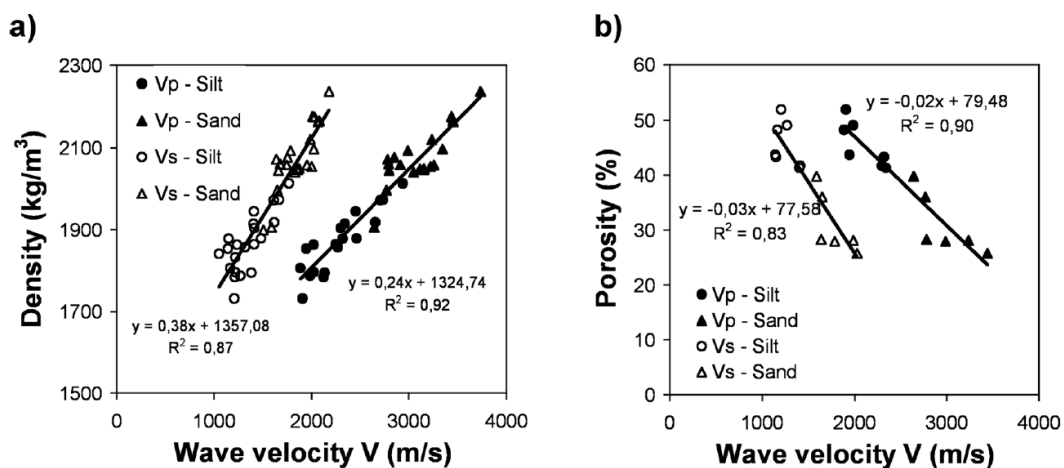 a)
2300
2100
1900
1700
1500
Density (kg/m³)
Vp - Silt
Vp - Sand
Vs - Silt
Vs - Sand
y = 0,24x + 1324,74
R² = 0,92
y = 0,38x + 1357,08
R² = 0,87
0 1000 2000 3000 4000
Wave velocity V (m/s)
b)
60
50
40
30
20
10
0
Porosity (%)
y = -0,02x + 79,48
R² = 0,90
y = -0,03x + 77,58
R² = 0,83
Vp - Silt
Vp - Sand
Vs - Silt
Vs - Sand
0 1000 2000 3000 4000
Wave velocity V (m/s)